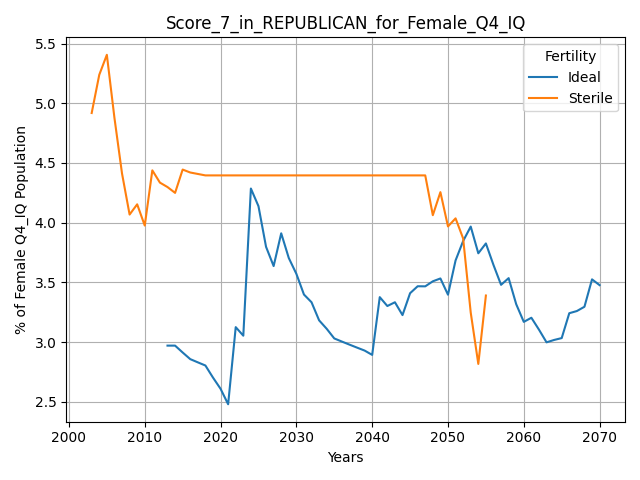 Score_7_in_REPUBLICAN_for_Female_Q4_IQ
Fertility
Ideal
Sterile
% of Female Q4_IQ Population
5.5
5.0
4.5
4.0
3.5
3.0
2.5
2000 2010 2020 2030 2040 2050 2060 2070
Years